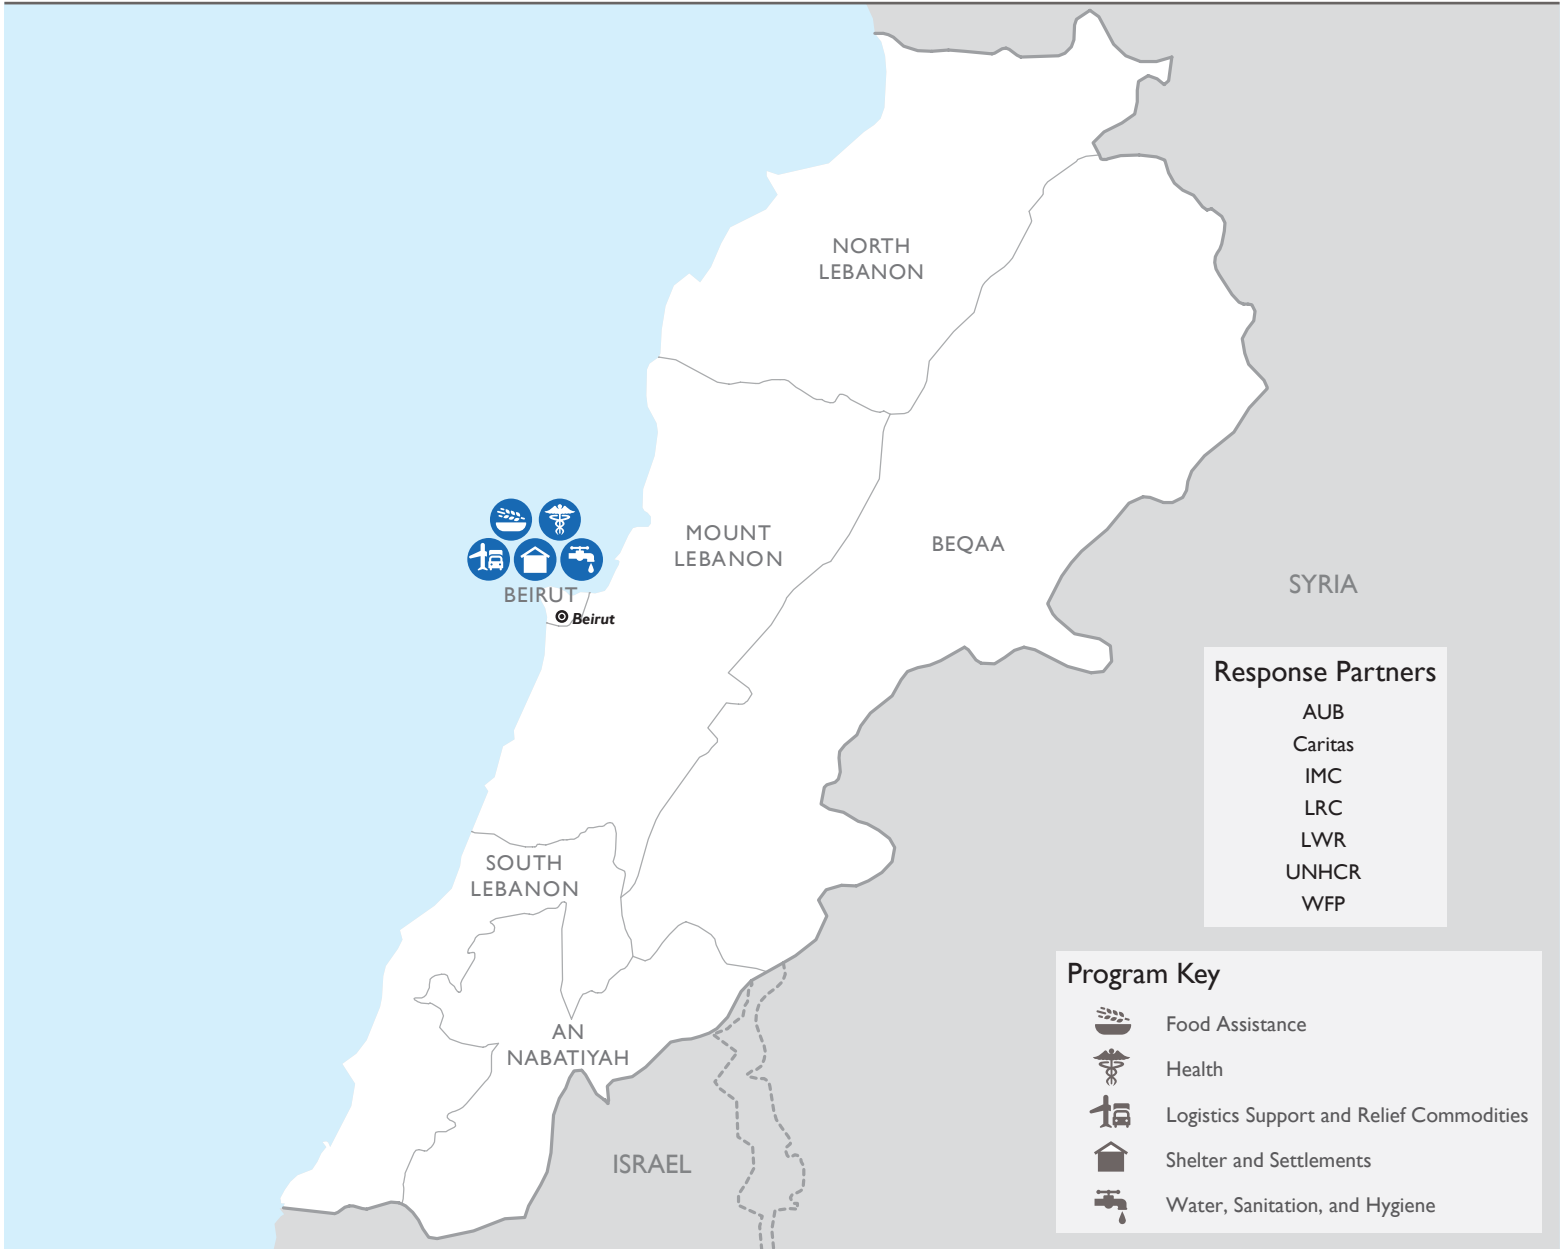 NORTH
LEBANON
MOUNT
LEBANON
BEQAA
SYRIA
BEIRUT
Beirut
SOUTH
LEBANON
AN
NABATIYAH
ISRAEL
Response Partners
AUB
Caritas
IMC
LRC
LWR
UNHCR
WFP
Program Key
Food Assistance
Health
Logistics Support and Relief Commodities
Shelter and Settlements
Water, Sanitation, and Hygiene